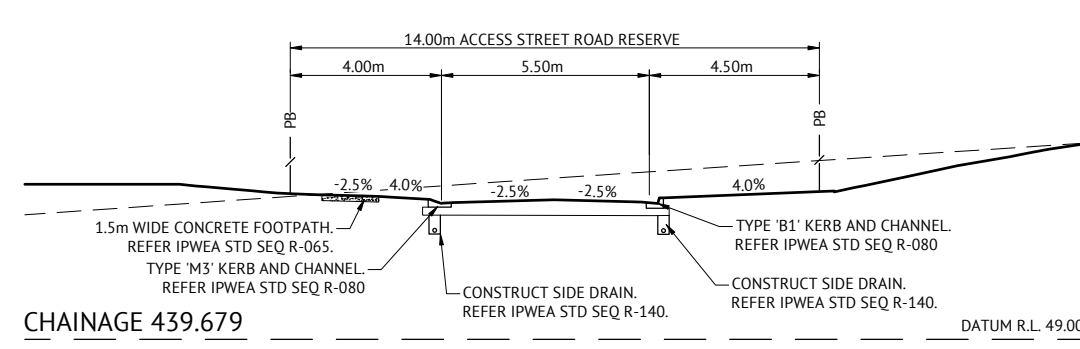 14.00m ACCESS STREET ROAD RESERVE
4.00m
5.50m
4.50m
PB
PB
-2.5%
4.0%
-2.5%
-2.5%
4.0%
1.5m WIDE CONCRETE FOOTPATH.
REFER IPWEA STD SEQ R-065.
TYPE 'M3' KERB AND CHANNEL.
REFER IPWEA STD SEQ R-080
TYPE 'B1' KERB AND CHANNEL.
REFER IPWEA STD SEQ R-080
CONSTRUCT SIDE DRAIN.
REFER IPWEA STD SEQ R-140.
CONSTRUCT SIDE DRAIN.
REFER IPWEA STD SEQ R-140.
CHAINAGE 439.679
DATUM R.L. 49.00